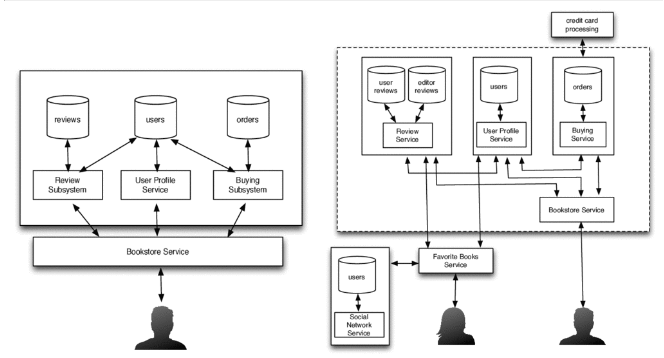 reviews
users
orders
Review
Subsystem
User Profile
Service
Buying
Subsystem
Bookstore Service
credit card
processing
user
reviews
editor
reviews
Review
Service
users
User Profile
Service
orders
Buying
Service
Bookstore Service
users
Social
Network
Service
Favorite Books
Service